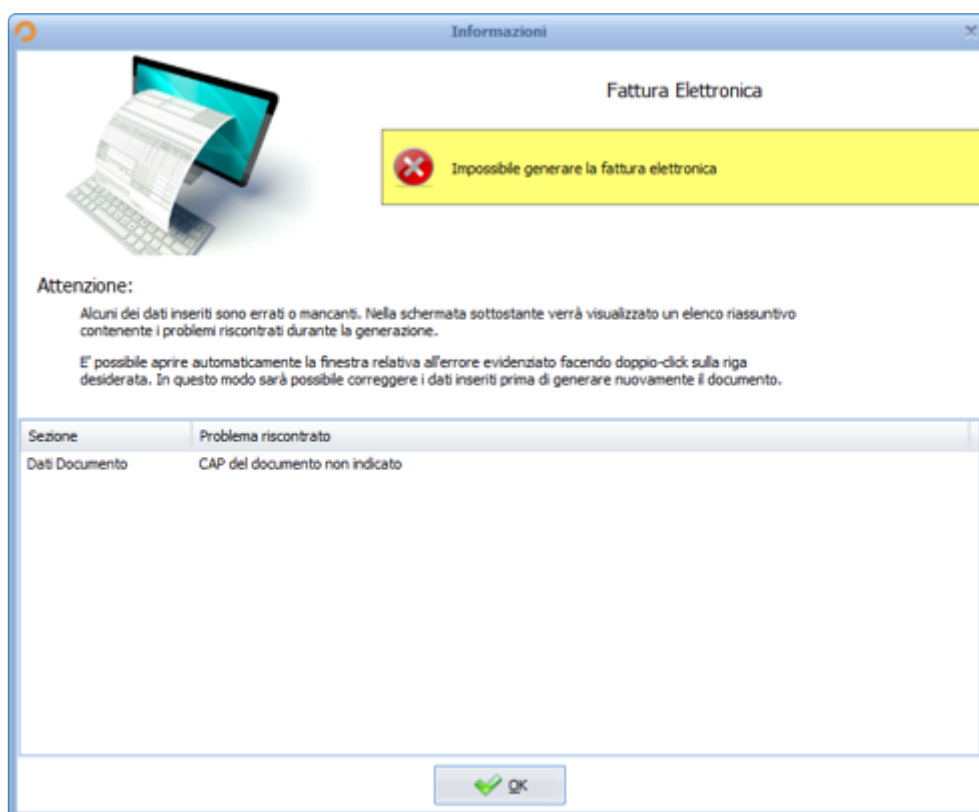 Informazioni
Fattura Elettronica
Impossibile generare la fattura elettronica
Attenzione:
Alcuni dei dati inseriti sono errati o mancanti. Nella schermata sottostante verrà visualizzato un elenco riassuntivo
contenente i problemi riscontrati durante la generazione.
E' possibile aprire automaticamente la finestra relativa all'errore evidenziato facendo doppio-click sulla riga
desiderata. In questo modo sarà possibile correggere i dati inseriti prima di generare nuovamente il documento.
Sezione Problema riscontrato
Dati Documento CAP del documento non indicato
OK